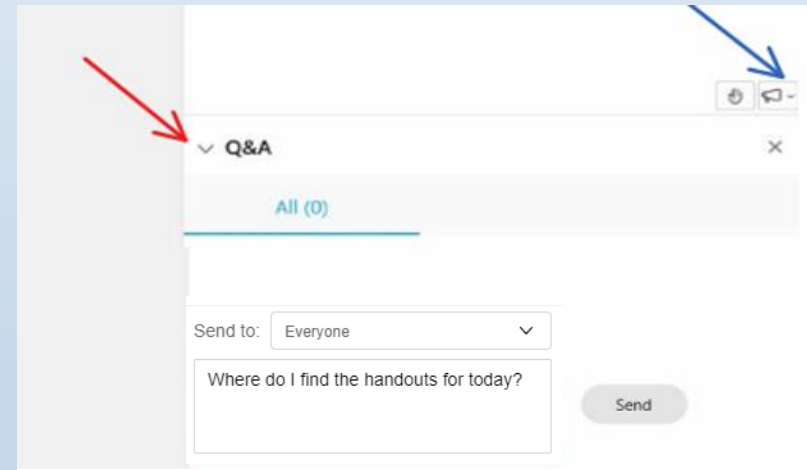 Q&A
All (0)
Send to: Everyone
Where do I find the handouts for today?
Send